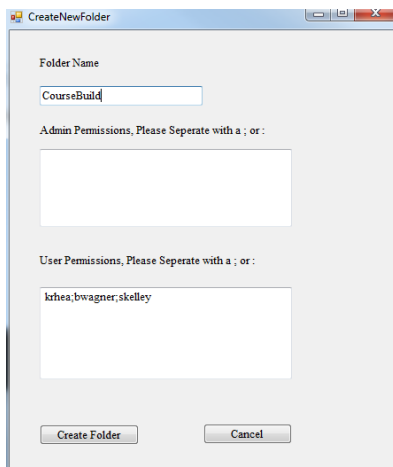 CreateNewFolder
Folder Name
CourseBuild
Admin Permissions, Please Seperate with a ; or :
User Permissions, Please Seperate with a ; or :
krhea;bwagner;skelley
Create Folder
Cancel